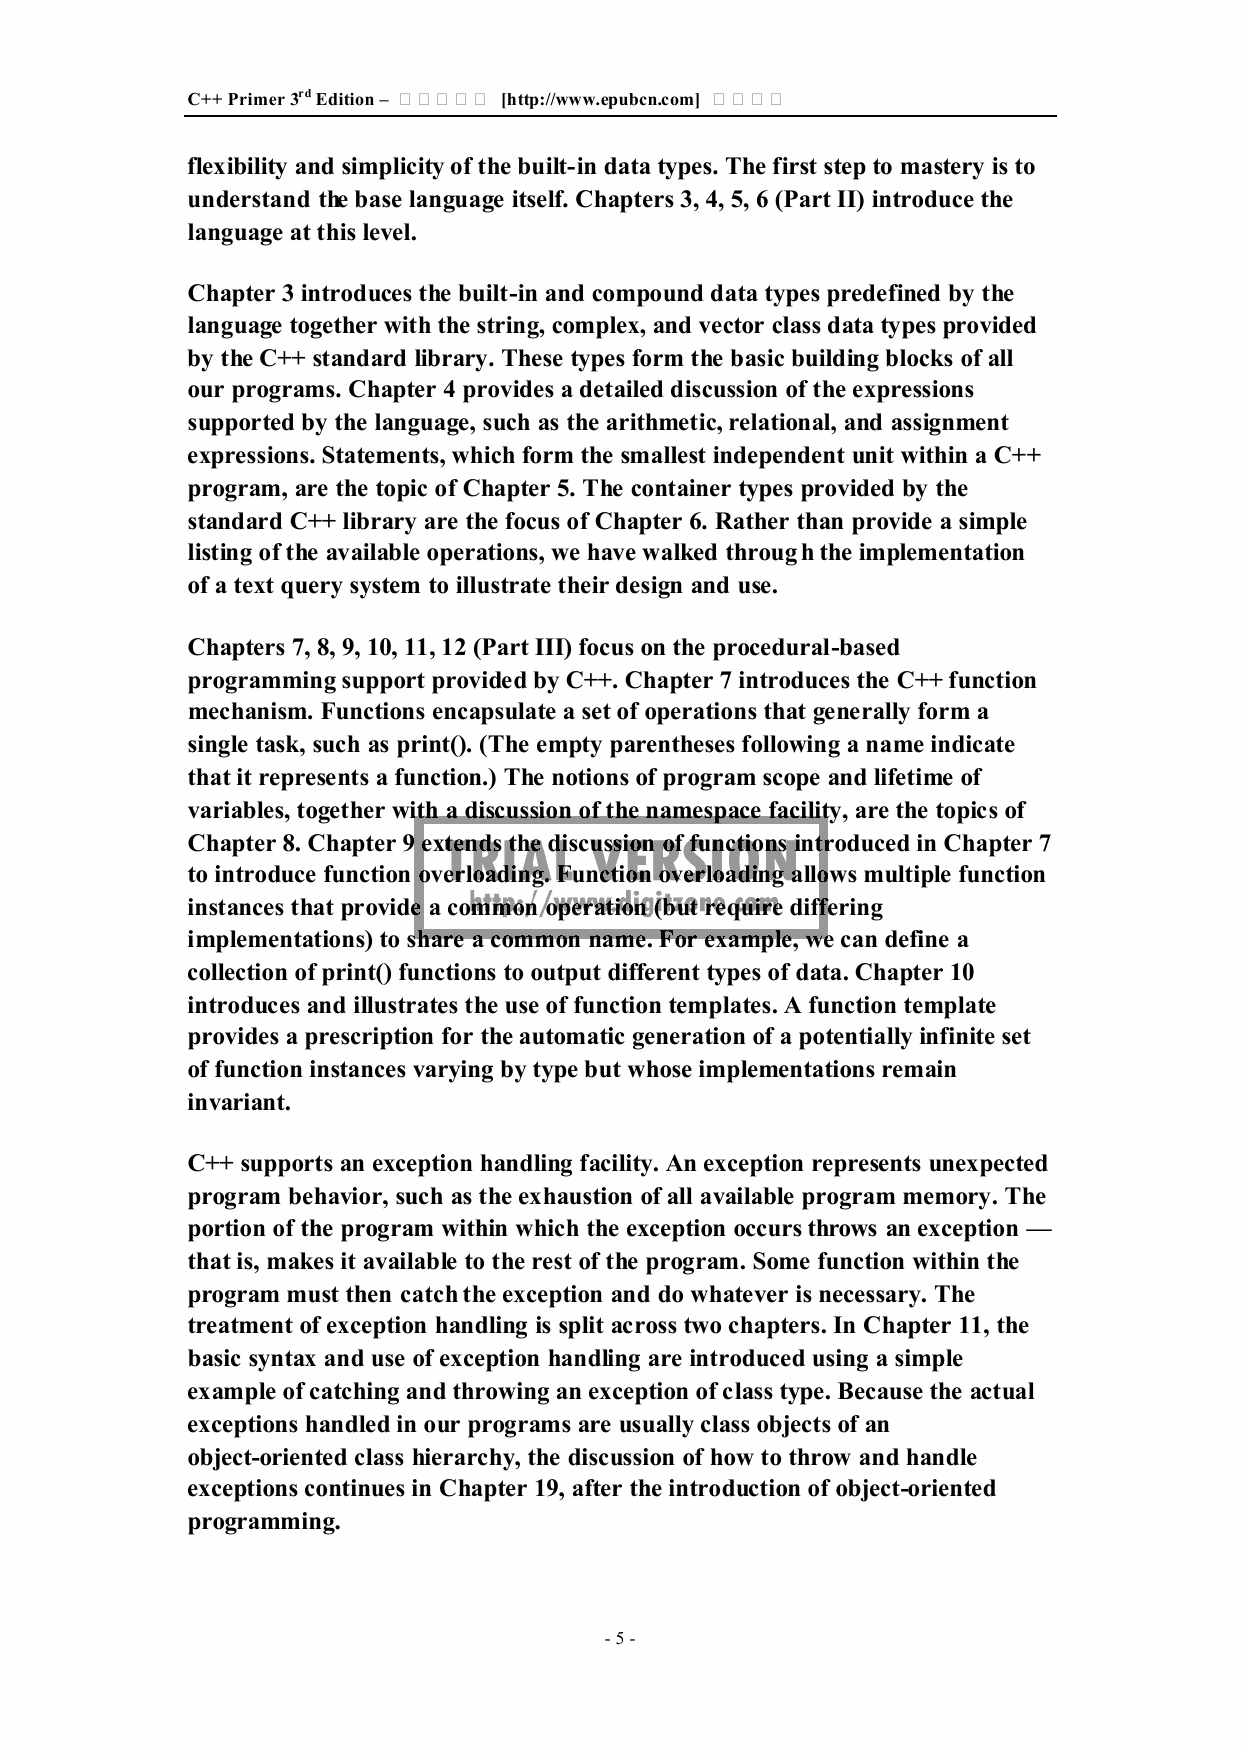 C++ Primer 3rd Edition – □ □ □ □ □ [http://www.epubcn.com] □ □ □ □
flexibility and simplicity of the built-in data types. The first step to mastery is to
understand the base language itself. Chapters 3, 4, 5, 6 (Part II) introduce the
language at this level.
Chapter 3 introduces the built-in and compound data types predefined by the
language together with the string, complex, and vector class data types provided
by the C++ standard library. These types form the basic building blocks of all
our programs. Chapter 4 provides a detailed discussion of the expressions
supported by the language, such as the arithmetic, relational, and assignment
expressions. Statements, which form the smallest independent unit within a C++
program, are the topic of Chapter 5. The container types provided by the
standard C++ library are the focus of Chapter 6. Rather than provide a simple
listing of the available operations, we have walked through the implementation
of a text query system to illustrate their design and use.
Chapters 7, 8, 9, 10, 11, 12 (Part III) focus on the procedural-based
programming support provided by C++. Chapter 7 introduces the C++ function
mechanism. Functions encapsulate a set of operations that generally form a
single task, such as print(). (The empty parentheses following a name indicate
that it represents a function.) The notions of program scope and lifetime of
variables, together with a discussion of the namespace facility, are the topics of
Chapter 8. Chapter 9 extends the discussion of functions introduced in Chapter 7
to introduce function overloading. Function overloading allows multiple function
instances that provide a common operation (but require differing
implementations) to share a common name. For example, we can define a
collection of print() functions to output different types of data. Chapter 10
introduces and illustrates the use of function templates. A function template
provides a prescription for the automatic generation of a potentially infinite set
of function instances varying by type but whose implementations remain
invariant.
TRIAL VERSION
http://www.digitzone.com
C++ supports an exception handling facility. An exception represents unexpected
program behavior, such as the exhaustion of all available program memory. The
portion of the program within which the exception occurs throws an exception —
that is, makes it available to the rest of the program. Some function within the
program must then catch the exception and do whatever is necessary. The
treatment of exception handling is split across two chapters. In Chapter 11, the
basic syntax and use of exception handling are introduced using a simple
example of catching and throwing an exception of class type. Because the actual
exceptions handled in our programs are usually class objects of an
object-oriented class hierarchy, the discussion of how to throw and handle
exceptions continues in Chapter 19, after the introduction of object-oriented
programming.
- 5 -